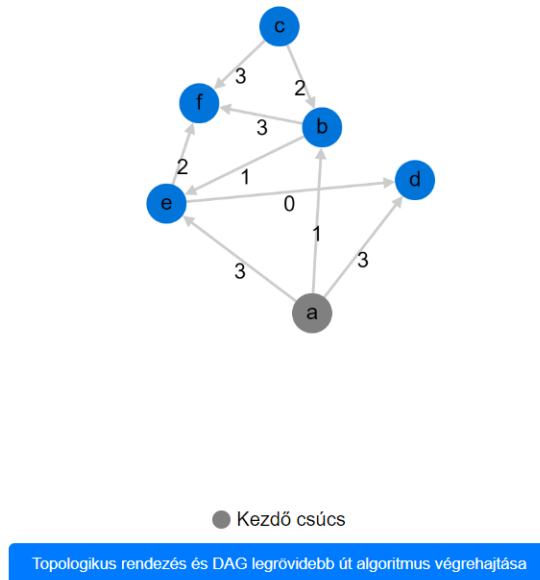 c
3
2
f
b
3
2
1
d
e
0
1
3
3
a
Kezdő csúcs
Topologikus rendezés és DAG legrövidebb út algoritmus végrehajtása